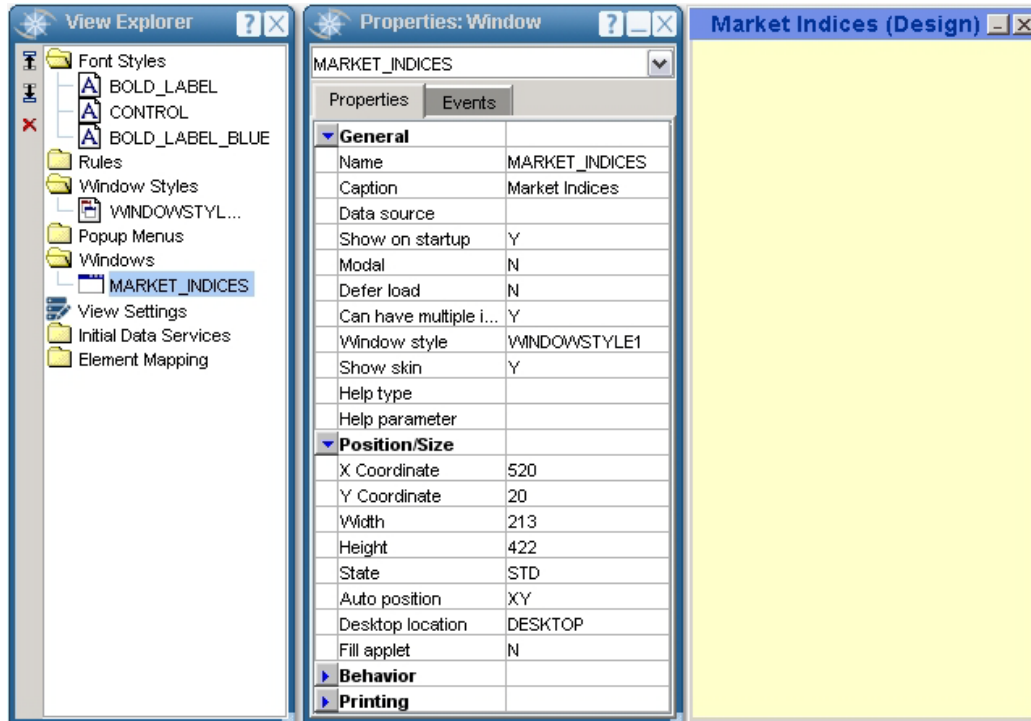 View Explorer
Font Styles
BOLD_LABEL
CONTROL
BOLD_LABEL_BLUE
Rules
Window Styles
WINDOWSTYL...
Popup Menus
Windows
MARKET_INDICES
View Settings
Initial Data Services
Element Mapping
Properties: Window
MARKET_INDICES
Properties Events
General
Name MARKET_INDICES
Caption Market Indices
Data source
Show on startup Y
Modal N
Defer load N
Can have multiple i... Y
Window style WINDOWSTYLE1
Show skin Y
Help type
Help parameter
Position/Size
X Coordinate 520
Y Coordinate 20
Width 213
Height 422
State STD
Auto position XY
Desktop location DESKTOP
Fill applet N
Behavior
Printing
Market Indices (Design)